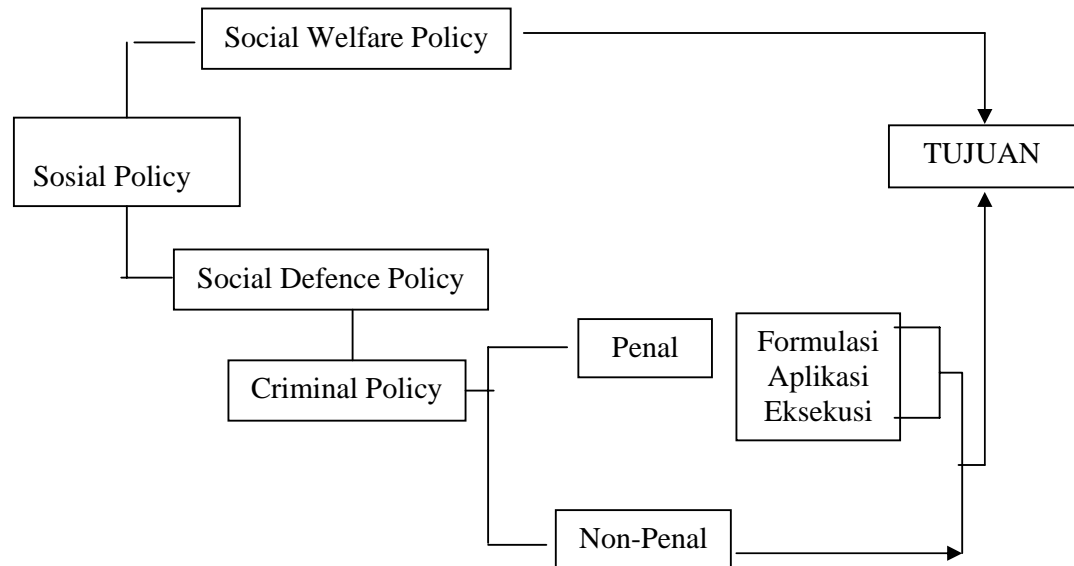 Social Welfare Policy
TUJUAN
Sosial Policy
Social Defence Policy
Penal
Formulasi
Aplikasi
Eksekusi
Criminal Policy
Non-Penal